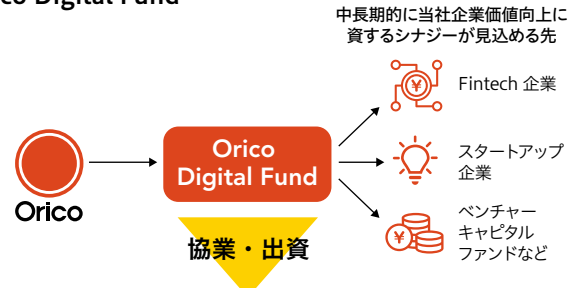 co Digital Fund
中長期的に当社企業価値向上に
資するシナジーが見込める先
Fintech 企業
Orico
Digital Fund
スタートアップ
企業
Orico
ベンチャー
キャピタル
ファンドなど
協業・出資